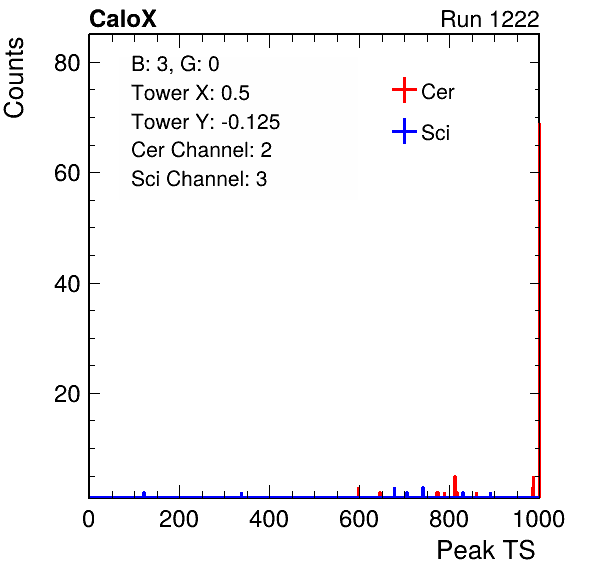 CaloX Run 1222
Counts
80
60
40
20
B: 3, G: 0
Tower X: 0.5
Tower Y: -0.125
Cer Channel: 2
Sci Channel: 3
Cer
Sci
0 200 400 600 800 1000
Peak TS